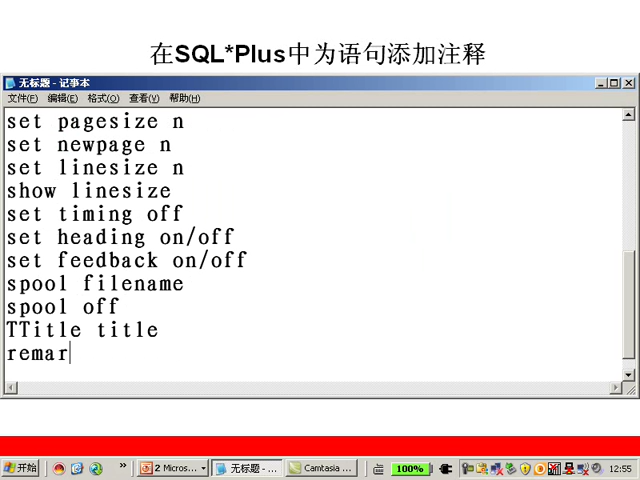 在SQL*Plus中为语句添加注释
无标题 - 记事本
文件(F) 编辑(E) 格式(O) 查看(V) 帮助(H)
set pagesize n
set newpage n
set linesize n
show linesize
set timing off
set heading on/off
set feedback on/off
spool filename
spool off
TTitle title
remar
开始 » 2 Micros... 无标题 - ... Camtasia ... 100% 12:55